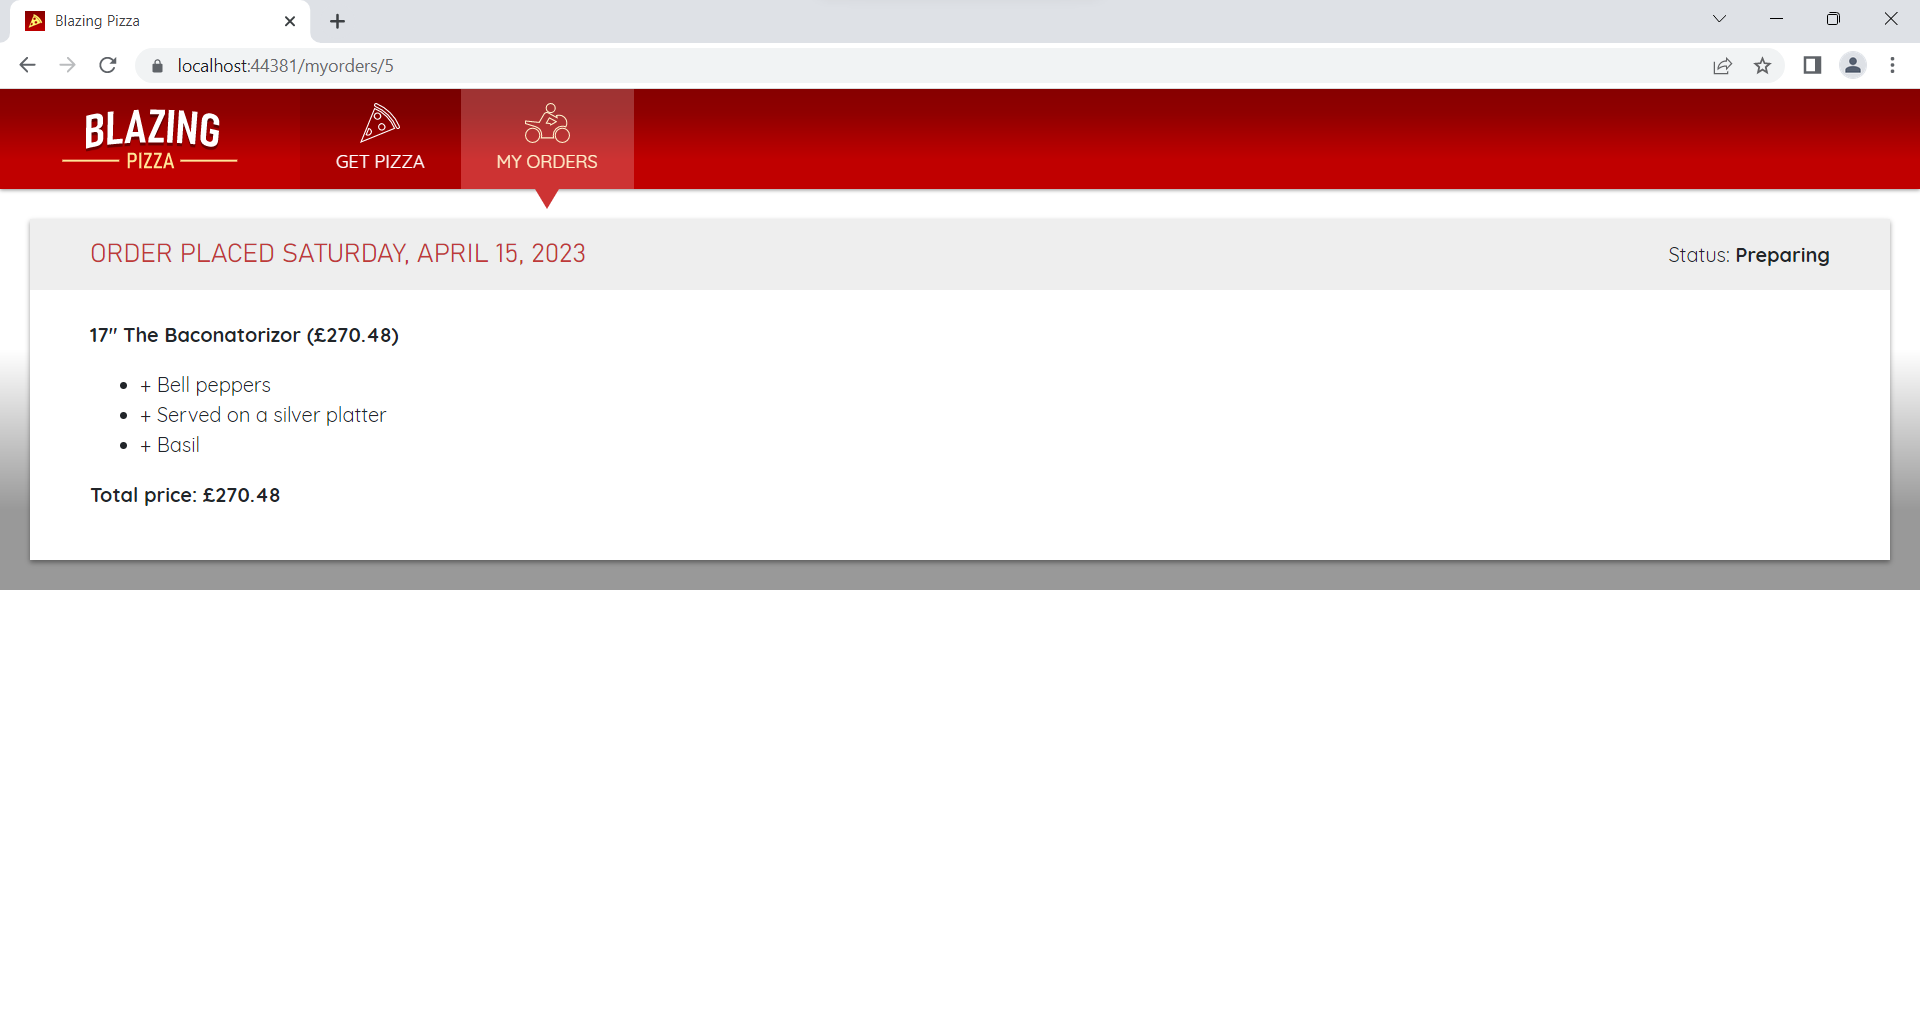 Blazing Pizza
localhost:44381/myorders/5
BLAZING
PIZZA
GET PIZZA
MY ORDERS
ORDER PLACED SATURDAY, APRIL 15, 2023
Status: Preparing
17" The Baconatorizor (£270.48)
+ Bell peppers
+ Served on a silver platter
+ Basil
Total price: £270.48